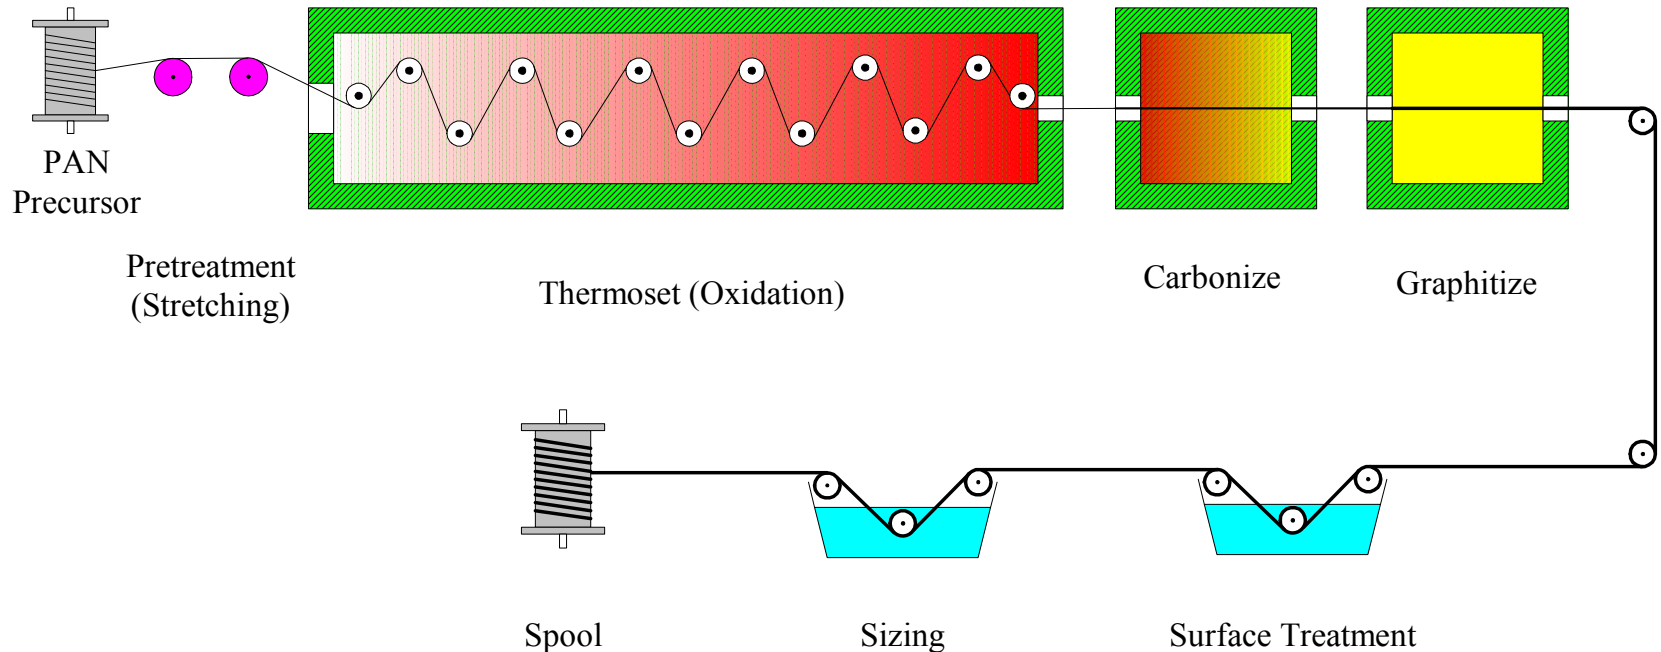 PAN
Precursor
Pretreatment
(Stretching)
Thermoset (Oxidation)
Carbonize
Graphitize
Spool
Sizing
Surface Treatment